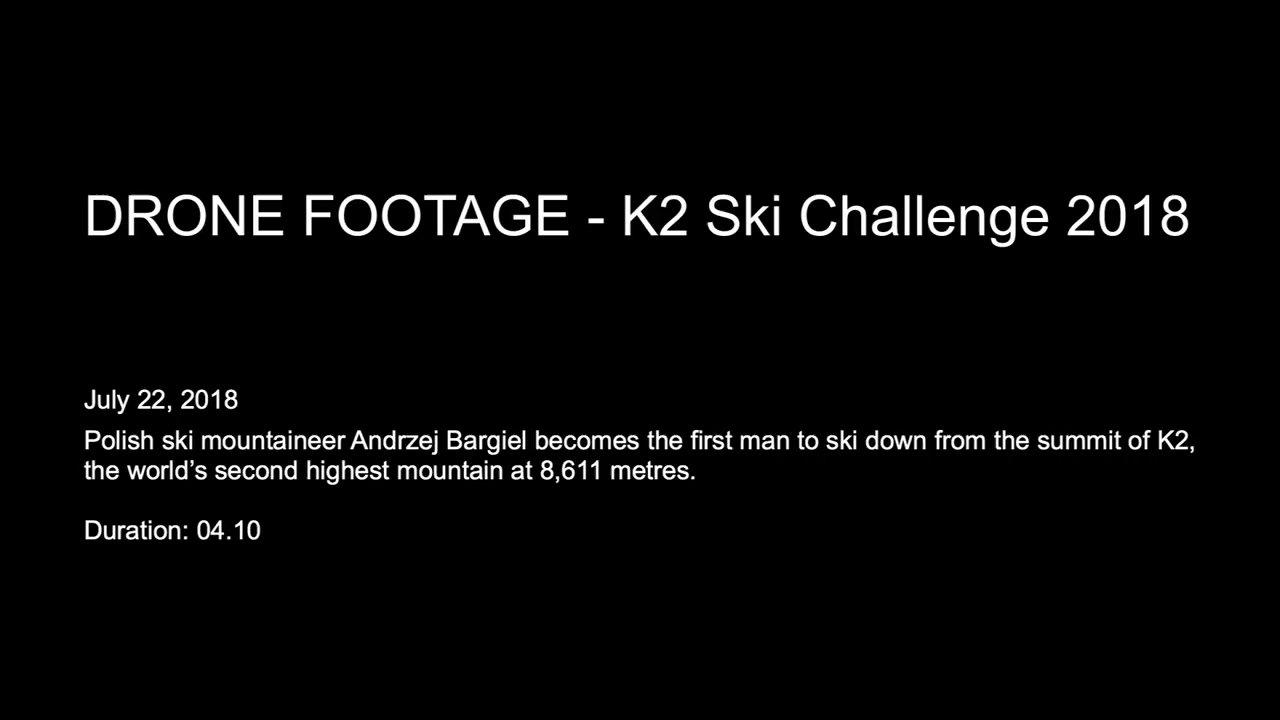 DRONE FOOTAGE - K2 Ski Challenge 2018
July 22, 2018
Polish ski mountaineer Andrzej Bargiel becomes the first man to ski down from the summit of K2,
the world’s second highest mountain at 8,611 metres.
Duration: 04.10